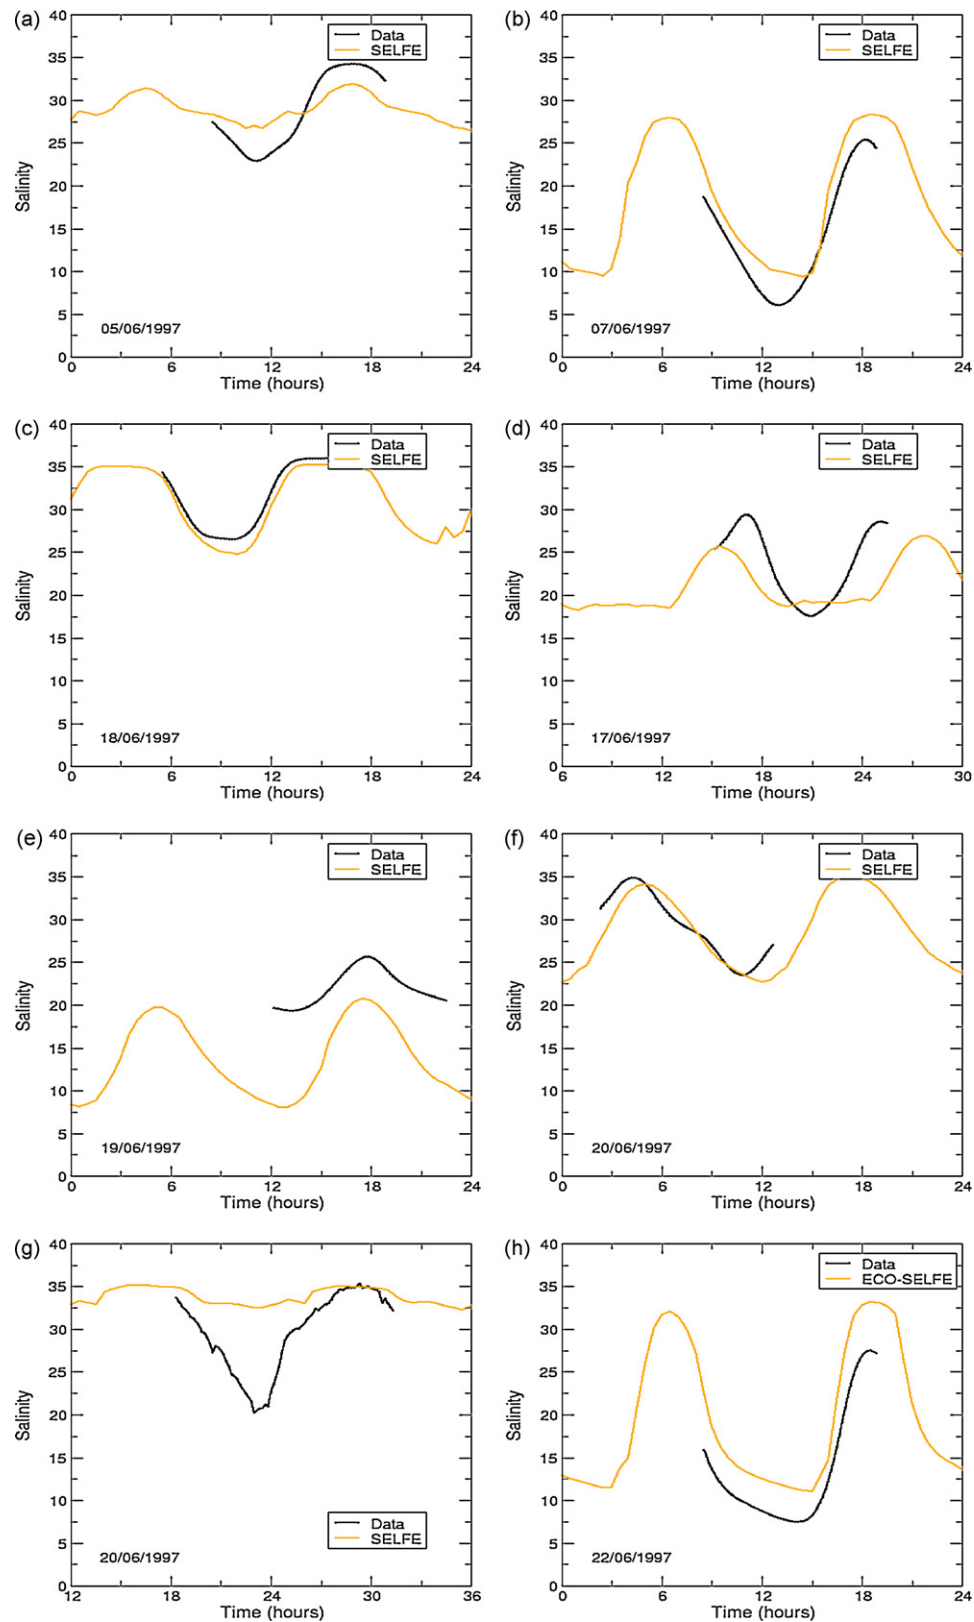 (a)
40
35
30
25
20
15
10
5
0
Salinity
Data
SELFE
05/06/1997
0 6 12 18 24
Time (hours)
(b)
40
35
30
25
20
15
10
5
0
Salinity
Data
SELFE
07/06/1997
0 6 12 18 24
Time (hours)
(c)
40
35
30
25
20
15
10
5
0
Salinity
Data
SELFE
18/06/1997
0 6 12 18 24
Time (hours)
(d)
40
35
30
25
20
15
10
5
0
Salinity
Data
SELFE
17/06/1997
6 12 18 24 30
Time (hours)
(e)
40
35
30
25
20
15
10
5
0
Salinity
Data
SELFE
19/06/1997
0 6 12 18 24
Time (hours)
(f)
40
35
30
25
20
15
10
5
0
Salinity
Data
SELFE
20/06/1997
0 6 12 18 24
Time (hours)
(g)
40
35
30
25
20
15
10
5
0
Salinity
Data
SELFE
20/06/1997
12 18 24 30 36
Time (hours)
(h)
40
35
30
25
20
15
10
5
0
Salinity
Data
ECO-SELFE
22/06/1997
0 6 12 18 24
Time (hours)